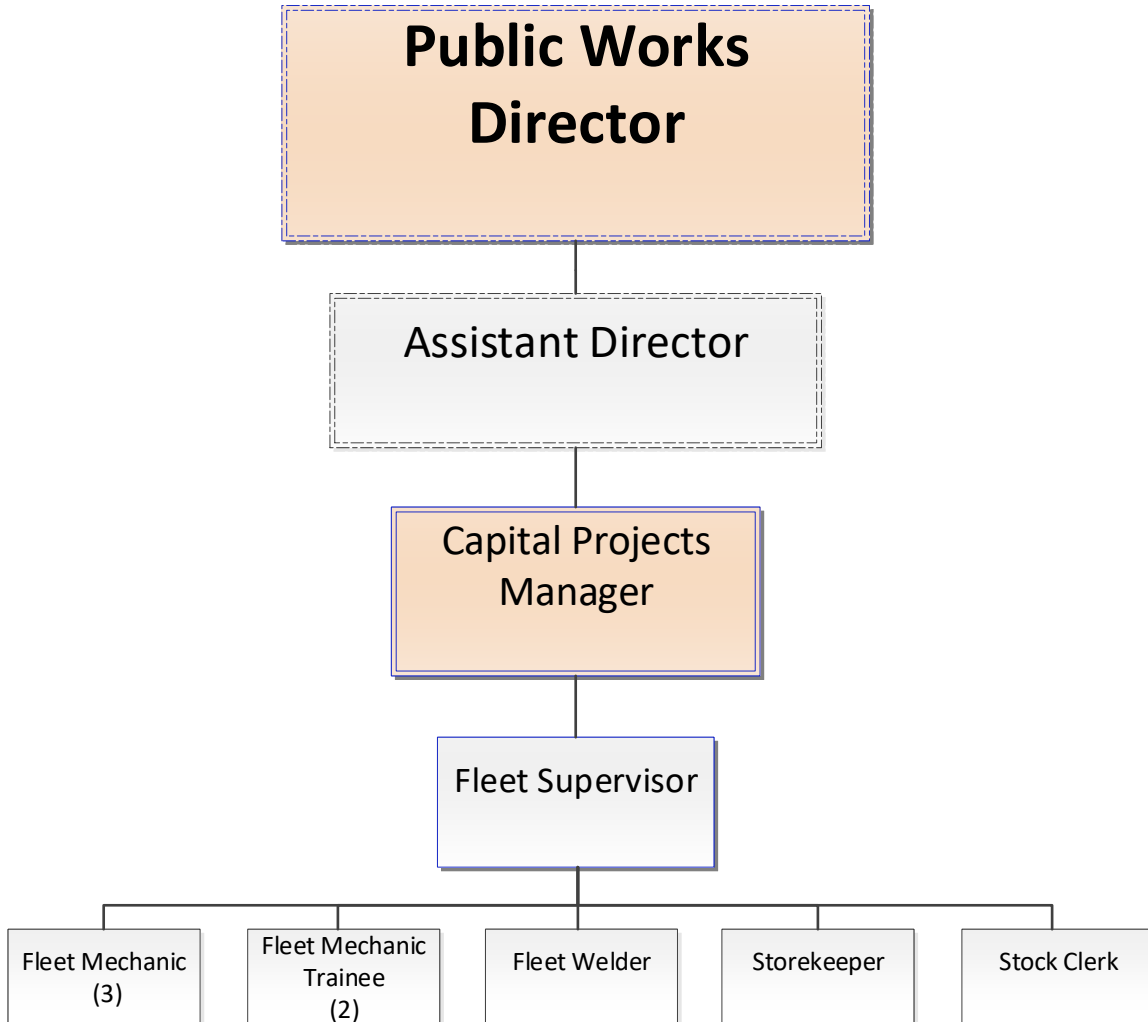 Public Works
Director
Assistant Director
Capital Projects
Manager
Fleet Supervisor
Fleet Mechanic
(3)
Fleet Mechanic
Trainee
(2)
Fleet Welder
Storekeeper
Stock Clerk